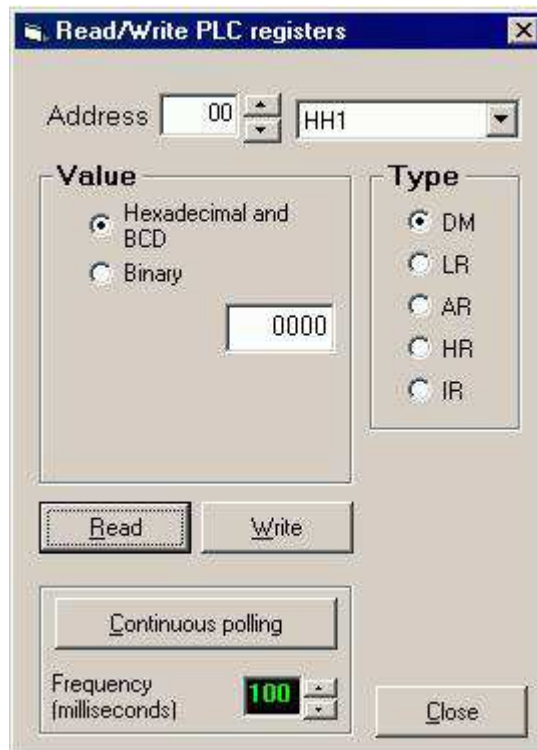 Read/Write PLC registers
Address 00 HH1
Value
Hexadecimal and
BCD
Binary
0000
Type
DM
LR
AR
HR
IR
Read Write
Continuous polling
Frequency
(milliseconds)
100
Close